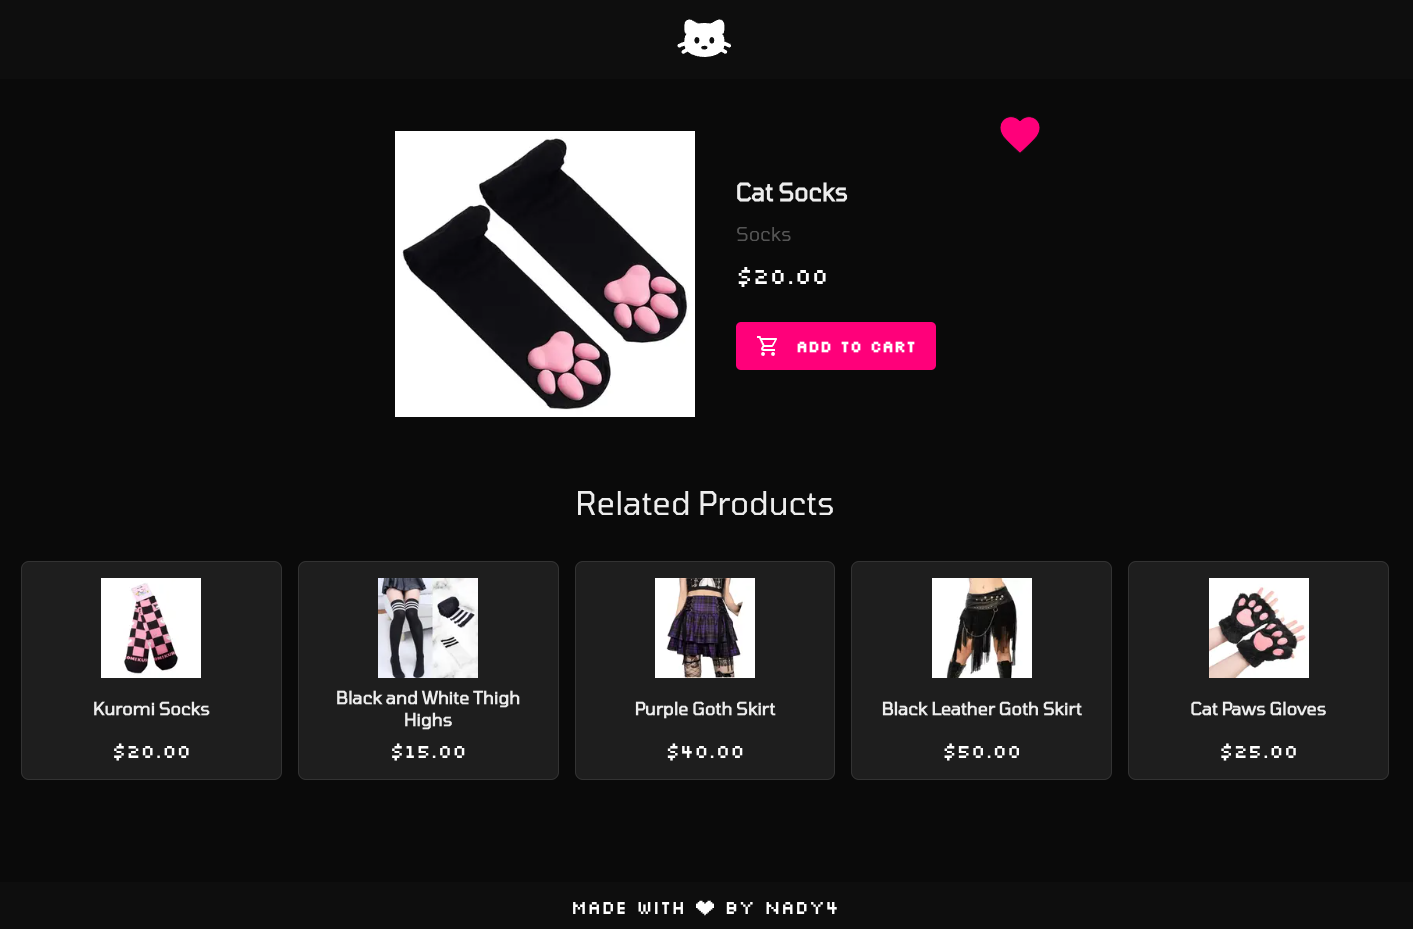 Cat Socks
Socks
$20.00
ADD TO CART
Related Products
Kuromi Socks
$20.00
Black and White Thigh
Highs
$15.00
Purple Goth Skirt
$40.00
Black Leather Goth Skirt
$50.00
Cat Paws Gloves
$25.00
MADE WITH ♥ BY NADY4